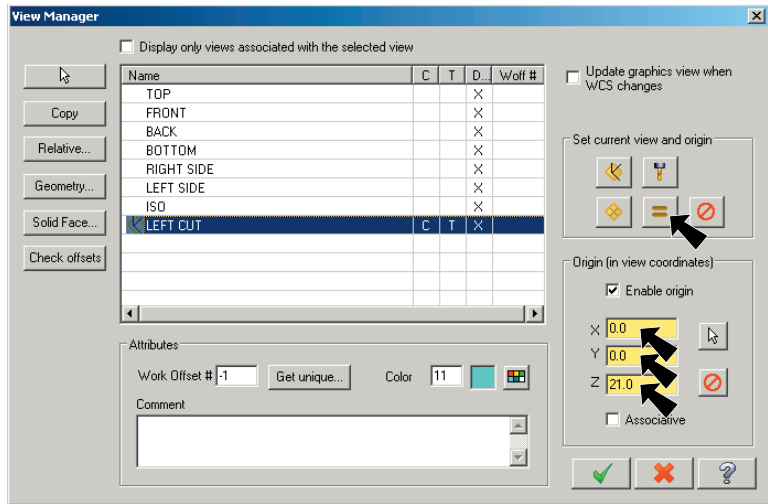 View Manager
Display only views associated with the selected view
Name C T D... Woff #
TOP X
FRONT X
BACK X
BOTTOM X
RIGHT SIDE X
LEFT SIDE X
ISO X
LEFT CUT C T X
Copy
Relative...
Geometry...
Solid Face...
Check offsets
Update graphics view when
WCS changes
Set current view and origin
Origin (in view coordinates)
Enable origin
X 0.0
Y 0.0
Z 21.0
Associative
Attributes
Work Offset # -1 Get unique... Color 11
Comment